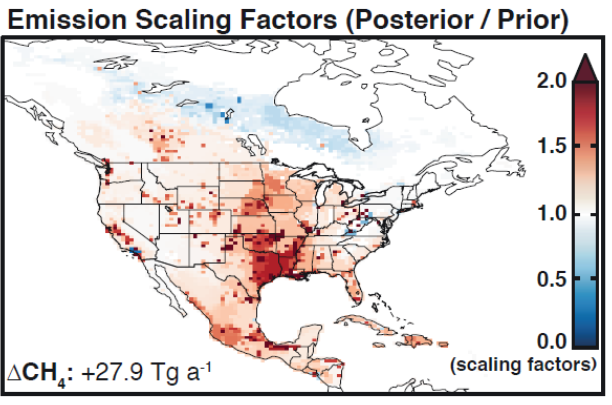 Emission Scaling Factors (Posterior / Prior)
2.0
1.5
1.0
0.5
0.0
(scaling factors)
ΔCH₄: +27.9 Tg a⁻¹